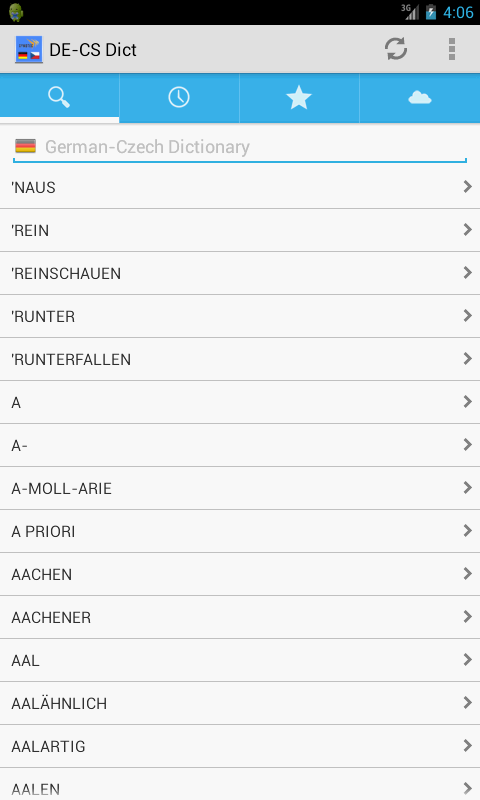 3G 4:06
DE-CS Dict
German-Czech Dictionary
'NAUS
'REIN
'REINSCHAUEN
'RUNTER
'RUNTERFALLEN
A
A-
A-MOLL-ARIE
A PRIORI
AACHEN
AACHENER
AAL
AALÄHNLICH
AALARTIG
AALEN